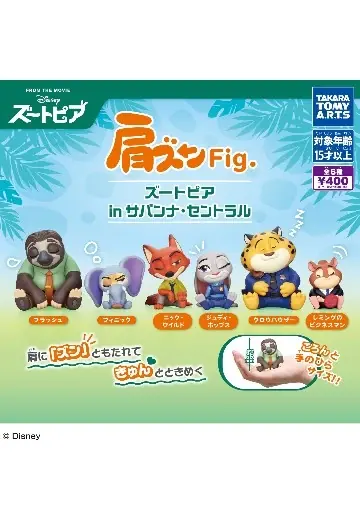 FROM THE MOVIE
Disney
ズートピア
TAKARA
TOMY
A.R.T.S
対象年齢
15才以上
全6種
¥400
肩ズンFig.
ズートピア
in サバンナ・セントラル
フラッシュ
フィニック
ニック・
ワイルド
ジュディ・
ホップス
クロウハウザー
レミングの
ビジネスマン
肩に「ズン!」ともたれて
きゅんとときめく
ころんと
手のひら
サイズ!!
© Disney